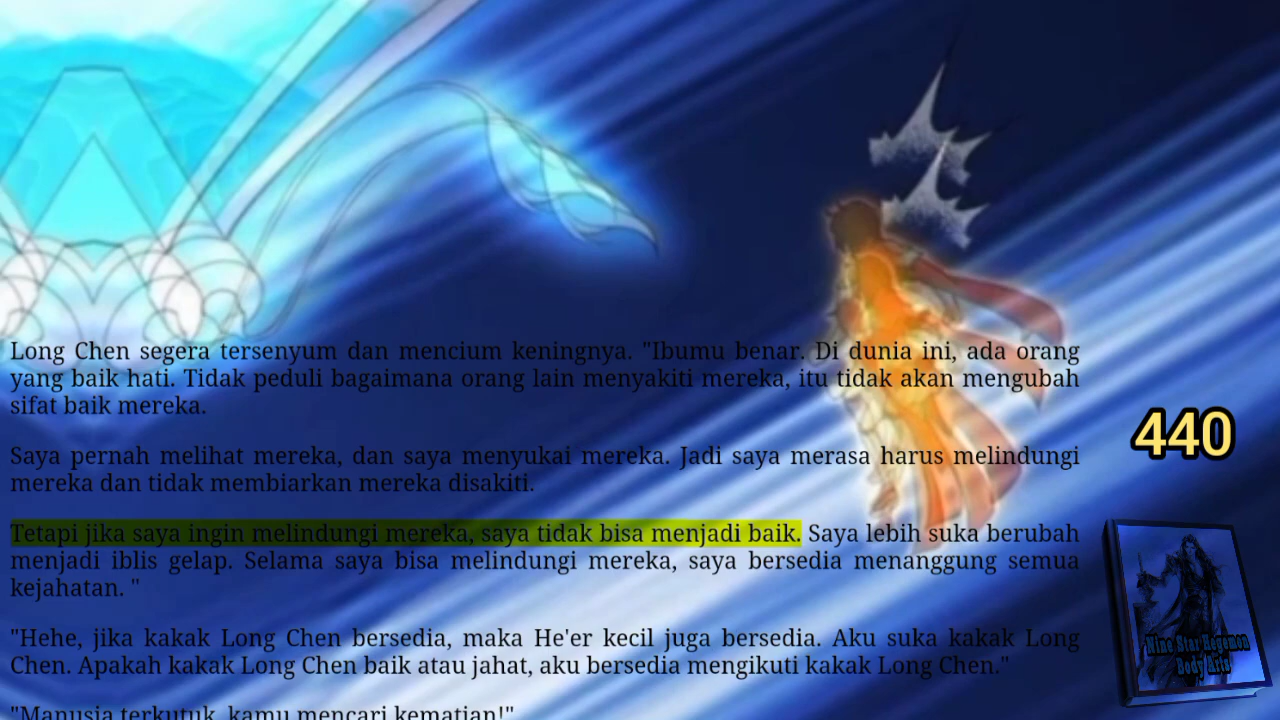 Long Chen segera tersenyum dan mencium keningnya. "Ibumu benar. Di dunia ini, ada orang
yang baik hati. Tidak peduli bagaimana orang lain menyakiti mereka, itu tidak akan mengubah
sifat baik mereka.
Saya pernah melihat mereka, dan saya menyukai mereka. Jadi saya merasa harus melindungi
mereka dan tidak membiarkan mereka disakiti.
Tetapi jika saya ingin melindungi mereka, saya tidak bisa menjadi baik. Saya lebih suka berubah
menjadi iblis gelap. Selama saya bisa melindungi mereka, saya bersedia menanggung semua
kejahatan. "
"Hehe, jika kakak Long Chen bersedia, maka He'er kecil juga bersedia. Aku suka kakak Long
Chen. Apakah kakak Long Chen baik atau jahat, aku bersedia mengikuti kakak Long Chen."
"Manusia terkutuk, kamu mencari kematian!"
440
Nine Star Hegemon
Body Arts